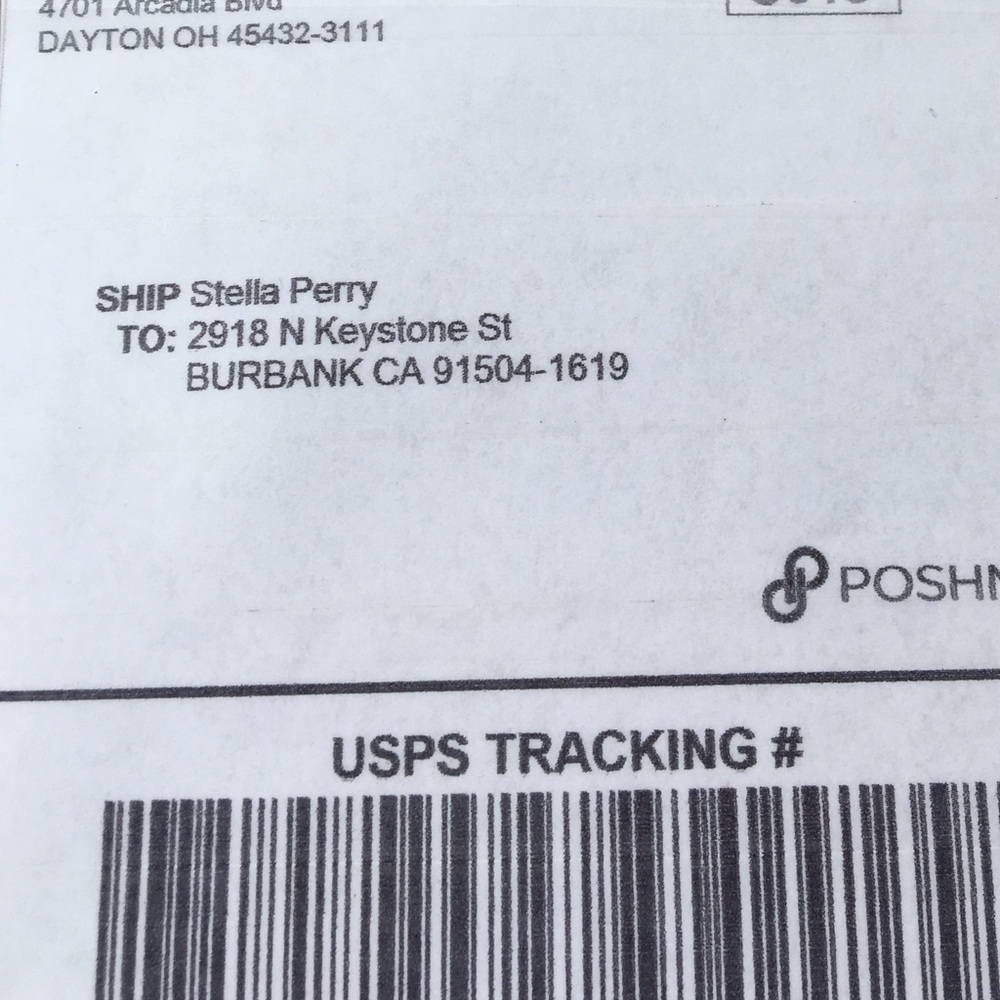 4701 Arcadia Blvd
DAYTON OH 45432-3111
SHIP Stella Perry
TO: 2918 N Keystone St
BURBANK CA 91504-1619
POSHM
USPS TRACKING #